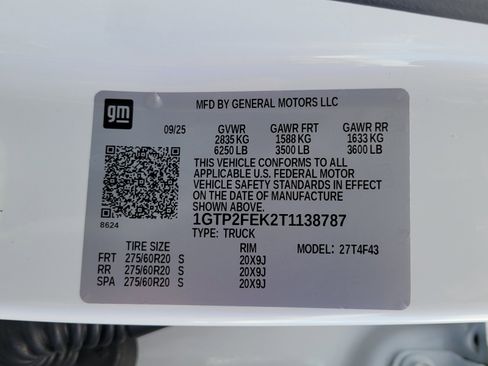 gm
MFD BY GENERAL MOTORS LLC
09/25 GVWR GAWR FRT GAWR RR
2835 KG 1588 KG 1633 KG
6250 LB 3500 LB 3600 LB
THIS VEHICLE CONFORMS TO ALL
APPLICABLE U.S. FEDERAL MOTOR
VEHICLE SAFETY STANDARDS IN EFFECT
ON THE DATE OF MANUFACTURE
SHOWN ABOVE.
8624
1GTP2FEK2T1138787
TYPE: TRUCK
TIRE SIZE RIM MODEL: 27T4F43
FRT 275/60R20 S 20X9J
RR 275/60R20 S 20X9J
SPA 275/60R20 S 20X9J